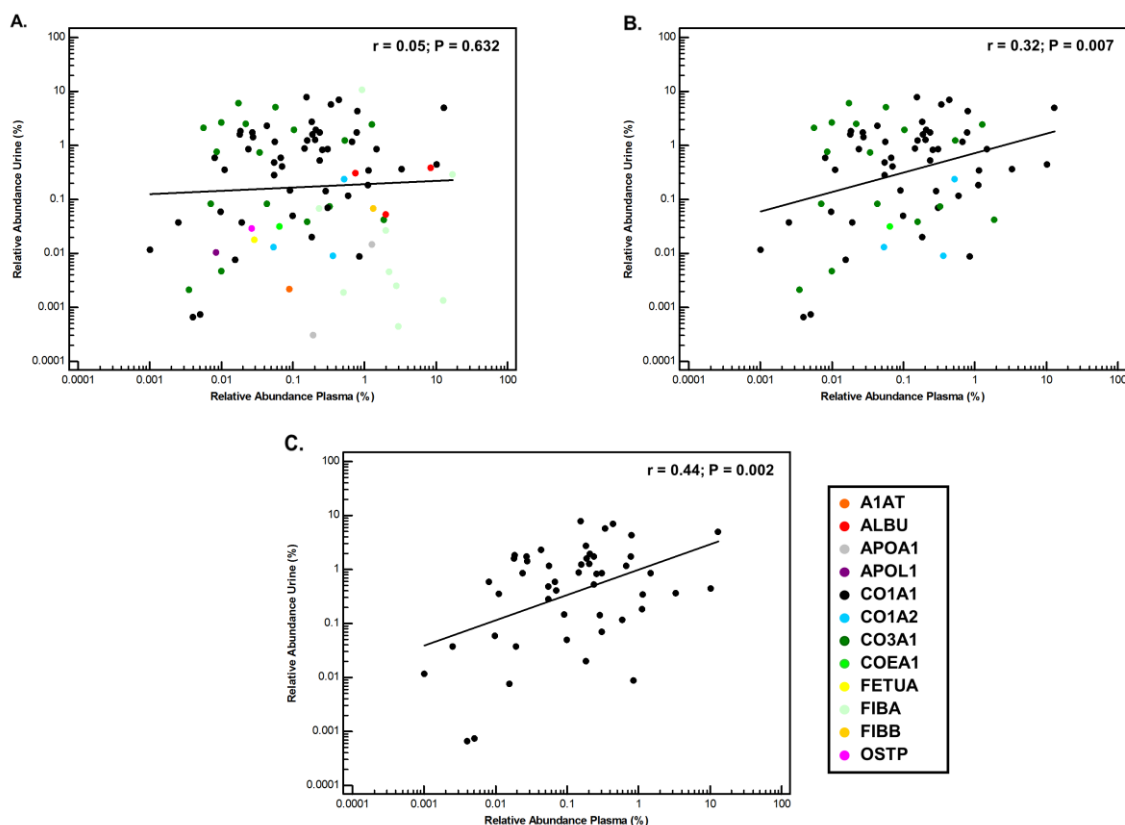 A.
r = 0.05; P = 0.632
100
10
1
0.1
0.01
0.001
0.0001
Relative Abundance Urine (%)
0.0001 0.001 0.01 0.1 1 10 100
Relative Abundance Plasma (%)
B.
r = 0.32; P = 0.007
100
10
1
0.1
0.01
0.001
0.0001
Relative Abundance Urine (%)
0.0001 0.001 0.01 0.1 1 10 100
Relative Abundance Plasma (%)
C.
r = 0.44; P = 0.002
100
10
1
0.1
0.01
0.001
0.0001
Relative Abundance Urine (%)
0.0001 0.001 0.01 0.1 1 10 100
Relative Abundance Plasma (%)
A1AT
ALBU
APOA1
APOL1
CO1A1
CO1A2
CO3A1
COEA1
FETUA
FIBA
FIBB
OSTP